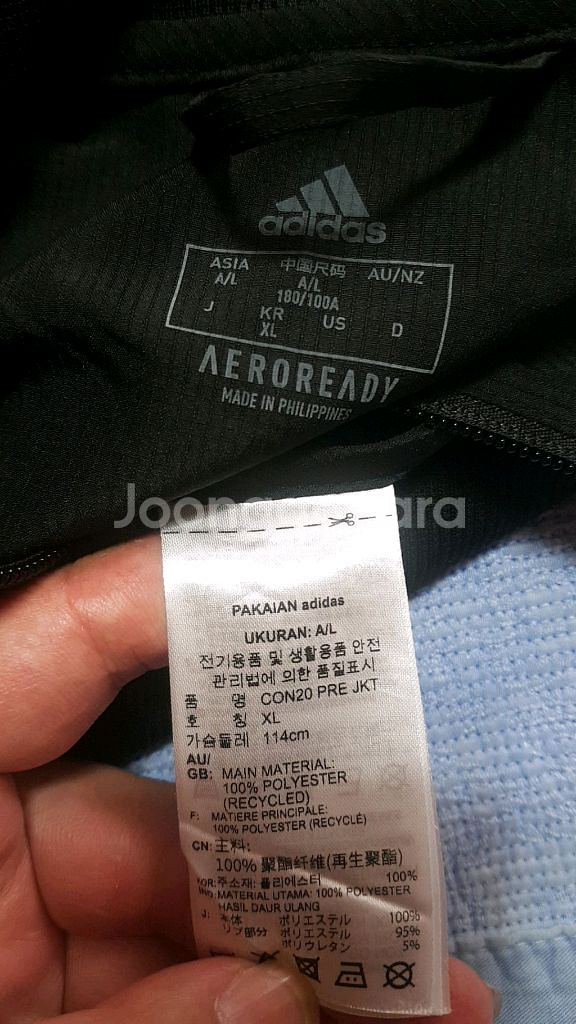 adidas
ASIA 中国尺码 AU/NZ
A/L A/L
180/100A
J KR US D
XL
AEROREADY
MADE IN PHILIPPINES
Joongonara
PAKAIAN adidas
UKURAN: A/L
전기용품 및 생활용품 안전
관리법에 의한 품질표시
품 명 CON20 PRE JKT
호 칭 XL
가슴둘레 114cm
AU/
GB: MAIN MATERIAL:
100% POLYESTER
(RECYCLED)
F: MATIERE PRINCIPALE:
100% POLYESTER (RECYCLÉ)
CN: 主料:
100% 聚酯纤维(再生聚酯)
KOR: 주소재: 폴리에스터 100%
IND: MATERIAL UTAMA: 100% POLYESTER
HASIL DAUR ULANG
J: 本体 ポリエステル 100%
リブ部分 ポリエステル 95%
ポリウレタン 5%